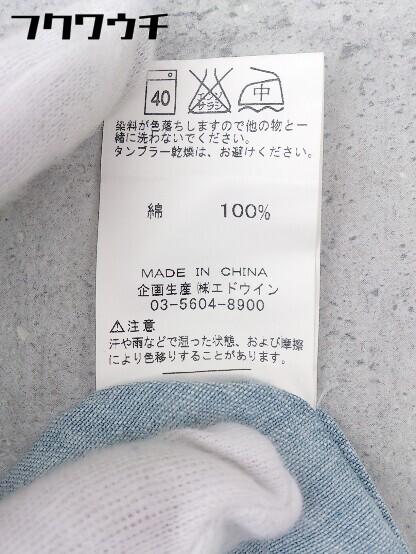 フクワウチ
40
エンソ
サラシ
中
染料が色落ちしますので他の物と一
緒に洗わないでください。
タンブラー乾燥は、お避けください。
綿 100%
MADE IN CHINA
企画生産 ㈱エドウイン
03-5604-8900
⚠注意
汗や雨などで湿った状態、および摩擦
により色移りすることがあります。